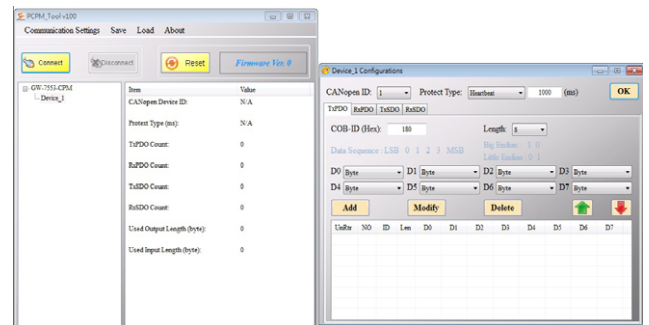 PCPM_Tool v100
Communication Settings Save Load About
Connect Disconnect Reset Firmware Ver. 0
GW-7553-CPM
Device_1
Item Value
CANopen Device ID: N/A
Protect Type (ms): N/A
TxPDO Count: 0
RxPDO Count: 0
TxSDO Count: 0
RxSDO Count: 0
Used Output Length (byte): 0
Used Input Length (byte): 0
Device_1 Configurations
CANopen ID: 1 Protect Type: Heartbeat 1000 (ms) OK
TxPDO RxPDO TxSDO RxSDO
COB-ID (Hex): 180 Length: 8
Data Sequence : LSB 0 1 2 3 MSB
Big Endian : 1 0
Little Endian : 0 1
D0 Byte D1 Byte D2 Byte D3 Byte
D4 Byte D5 Byte D6 Byte D7 Byte
Add Modify Delete
UnRtr NO ID Len D0 D1 D2 D3 D4 D5 D6 D7